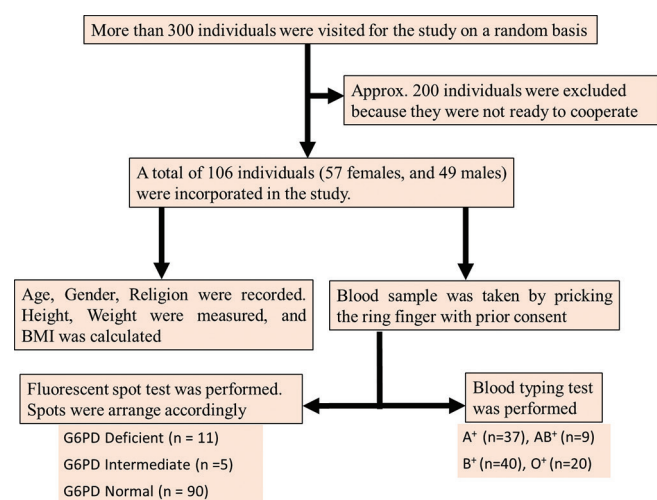 More than 300 individuals were visited for the study on a random basis
Approx. 200 individuals were excluded
because they were not ready to cooperate
A total of 106 individuals (57 females, and 49 males)
were incorporated in the study.
Age, Gender, Religion were recorded.
Height, Weight were measured, and
BMI was calculated
Blood sample was taken by pricking
the ring finger with prior consent
Fluorescent spot test was performed.
Spots were arrange accordingly
G6PD Deficient (n = 11)
G6PD Intermediate (n =5)
G6PD Normal (n = 90)
Blood typing test
was performed
A⁺ (n=37), AB⁺ (n=9)
B⁺ (n=40), O⁺ (n=20)